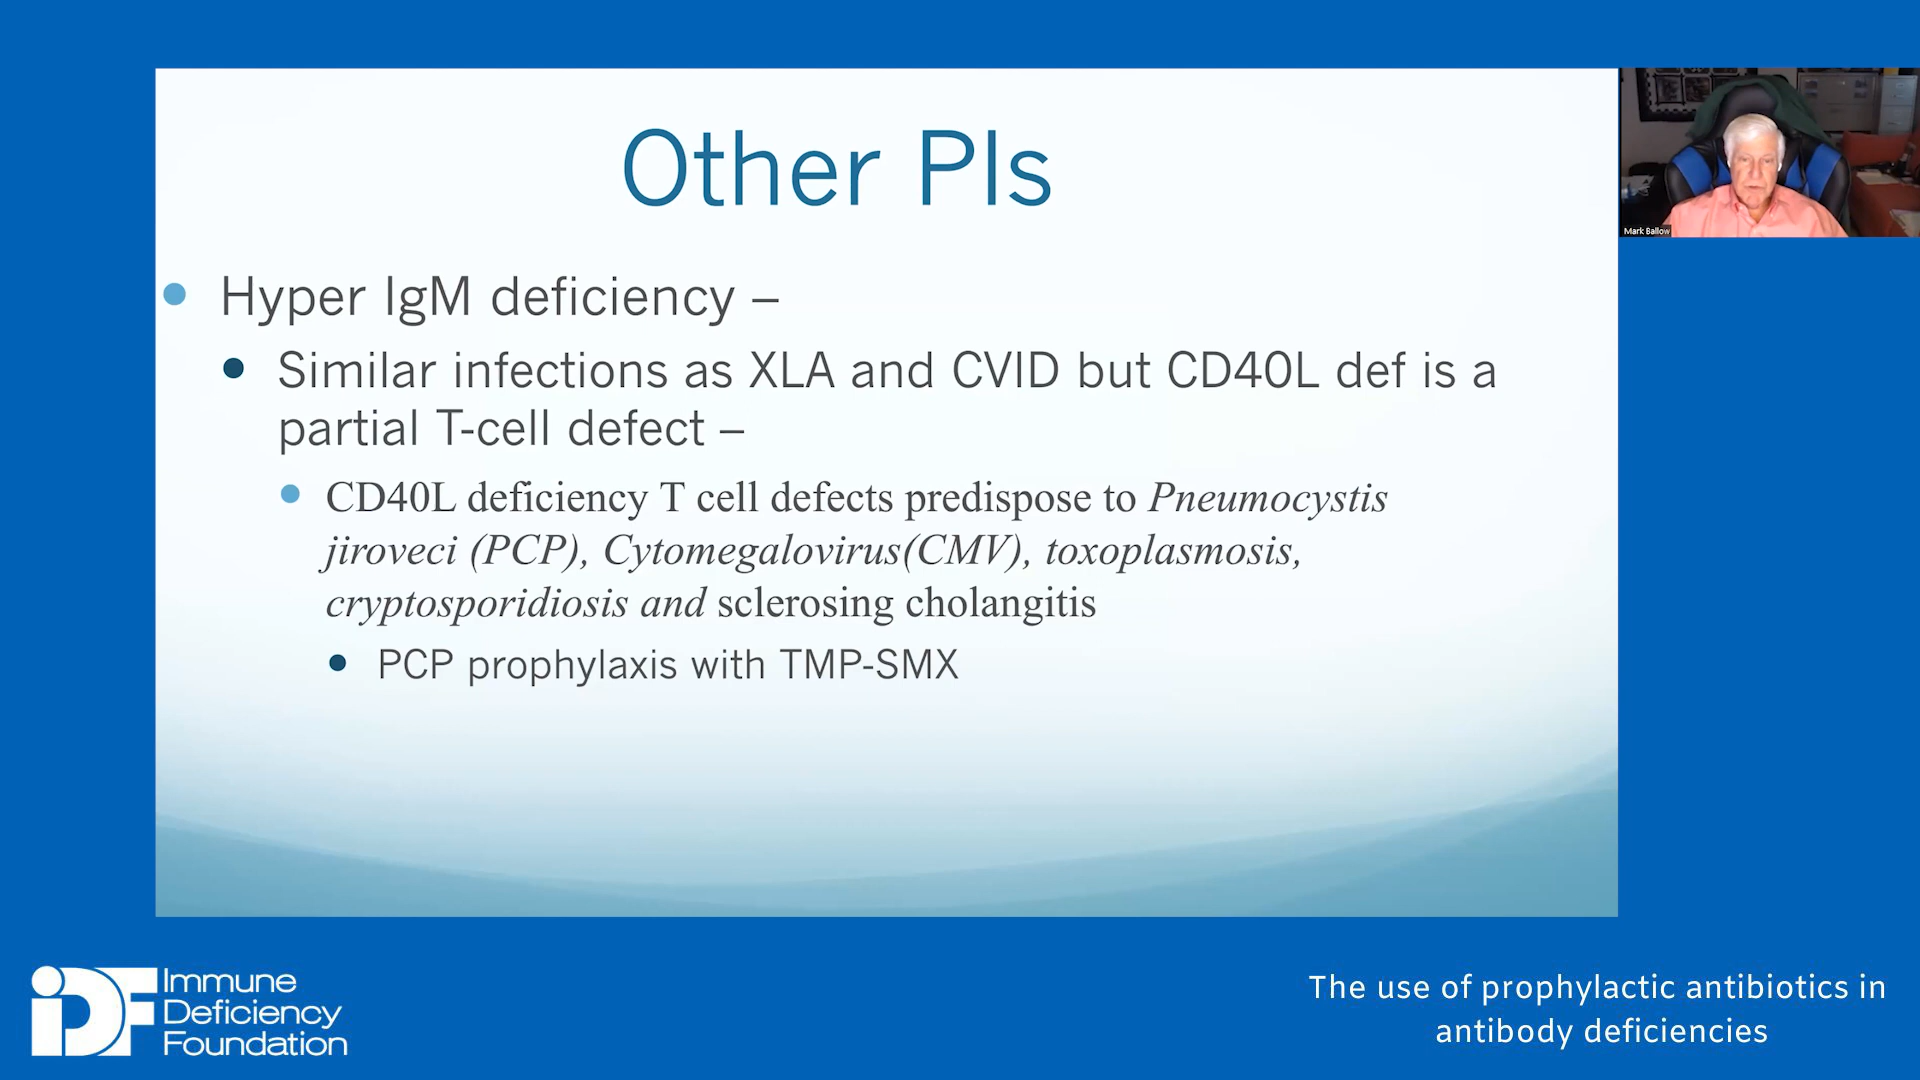 Other PIs
Mark Ballow
Hyper IgM deficiency –
Similar infections as XLA and CVID but CD40L def is a
partial T-cell defect –
CD40L deficiency T cell defects predispose to Pneumocystis
jiroveci (PCP), Cytomegalovirus(CMV), toxoplasmosis,
cryptosporidiosis and sclerosing cholangitis
PCP prophylaxis with TMP-SMX
IDF Immune
Deficiency
Foundation
The use of prophylactic antibiotics in
antibody deficiencies